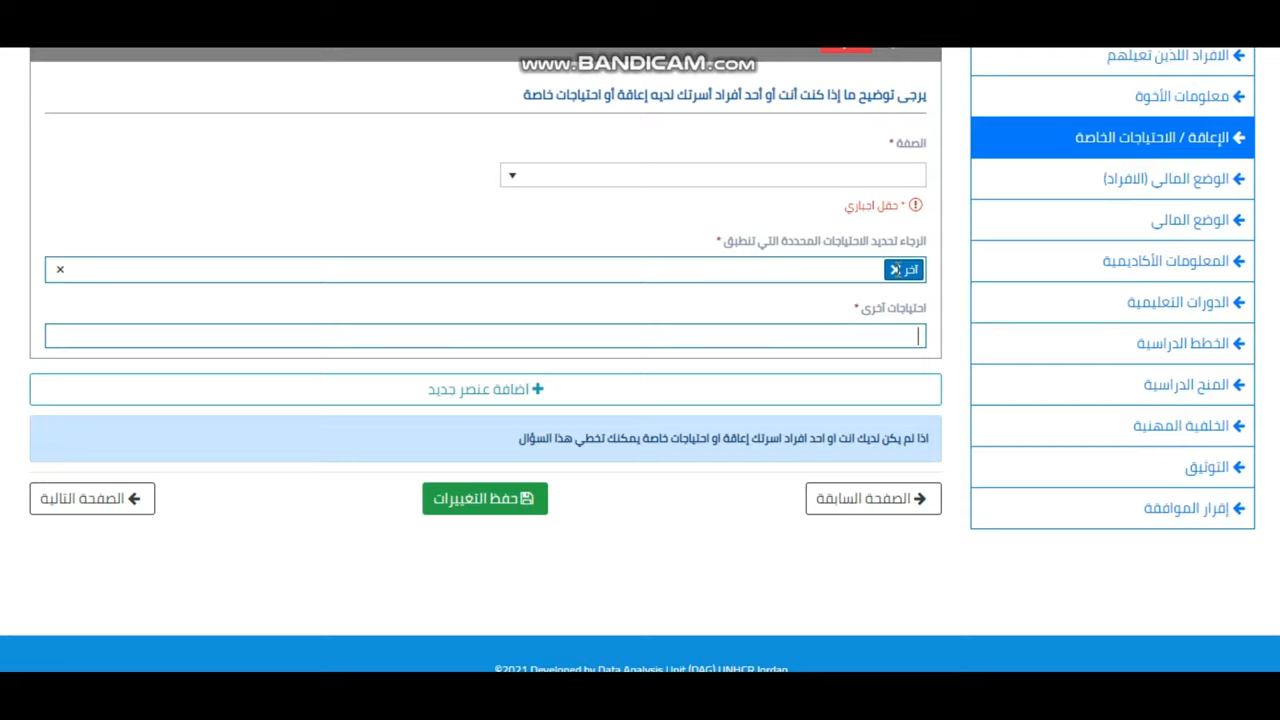 www.BANDICAM.com
يرجى توضيح ما إذا كنت أنت أو أحد أفراد أسرتك لديه إعاقة أو احتياجات خاصة
الصفة *
* حقل اجباري
الرجاء تحديد الاحتياجات المحددة التي تنطبق *
آخر
احتياجات آخرى *
اضافة عنصر جديد
اذا لم يكن لديك انت او احد افراد اسرتك إعاقة او احتياجات خاصة يمكنك تخطي هذا السؤال
الصفحة السابقة
حفظ التغييرات
الصفحة التالية
الافراد اللذين تعيلهم
معلومات الأخوة
الإعاقة / الاحتياجات الخاصة
الوضع المالي (الافراد)
الوضع المالي
المعلومات الأكاديمية
الدورات التعليمية
الخطط الدراسية
المنح الدراسية
الخلفية المهنية
التوثيق
إقرار الموافقة
©2021 Developed by Data Analysis Unit (DAG) UNHCR Jordan